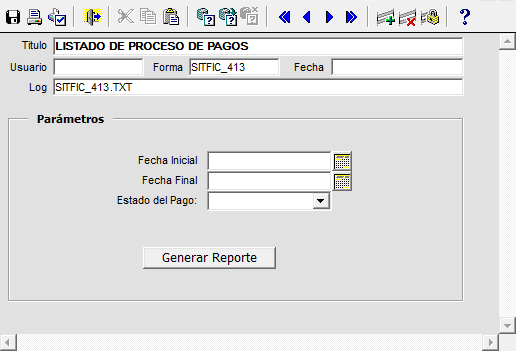 Titulo LISTADO DE PROCESO DE PAGOS
Usuario Forma SITFIC_413 Fecha
Log SITFIC_413.TXT
Parámetros
Fecha Inicial
Fecha Final
Estado del Pago:
Generar Reporte